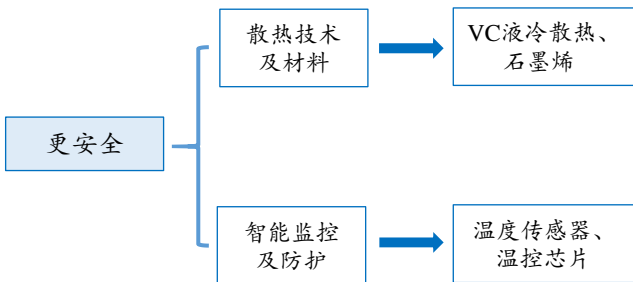 散热技术
及材料
VC液冷散热、
石墨烯
更安全
智能监控
及防护
温度传感器、
温控芯片